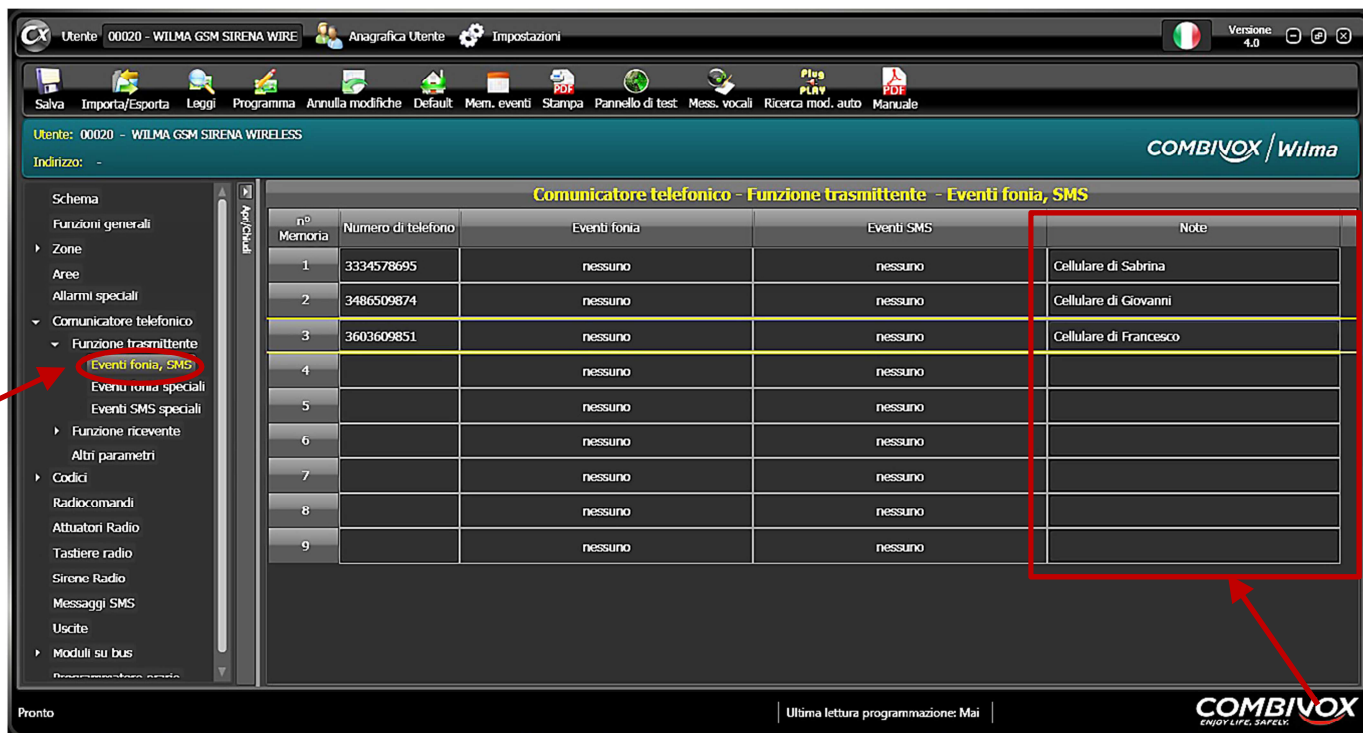 CX Utente 00020 - WILMA GSM SIRENA WIRE Anagrafica Utente Impostazioni Versione 4.0
Salva Importa/Esporta Leggi Programma Annulla modifiche Default Mem. eventi Stampa Pannello di test Mess. vocali Ricerca mod. auto Manuale
Utente: 00020 - WILMA GSM SIRENA WIRELESS
Indirizzo: -
COMBIVOX / Wilma
Schema
Funzioni generali
Zone
Aree
Allarmi speciali
Comunicatore telefonico
Funzione trasmittente
Eventi fonia, SMS
Eventi fonia speciali
Eventi SMS speciali
Funzione ricevente
Altri parametri
Codici
Radiocomandi
Attuatori Radio
Tastiere radio
Sirene Radio
Messaggi SMS
Uscite
Moduli su bus
Programmatore orario
Apri/Chiudi
Comunicatore telefonico - Funzione trasmittente - Eventi fonia, SMS
n° Memoria Numero di telefono Eventi fonia Eventi SMS Note
1 3334578695 nessuno nessuno Cellulare di Sabrina
2 3486509874 nessuno nessuno Cellulare di Giovanni
3 3603609851 nessuno nessuno Cellulare di Francesco
4 nessuno nessuno
5 nessuno nessuno
6 nessuno nessuno
7 nessuno nessuno
8 nessuno nessuno
9 nessuno nessuno
Pronto Ultima lettura programmazione: Mai
COMBIVOX
ENJOY LIFE, SAFELY.